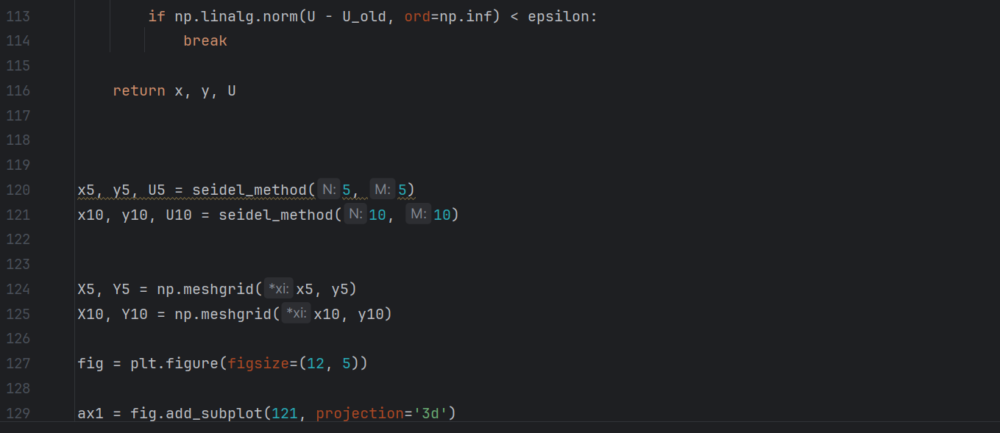 113 if np.linalg.norm(U - U_old, ord=np.inf) < epsilon:
114 break
115
116 return x, y, U
117
118
119
120 x5, y5, U5 = seidel_method( N: 5, M: 5)
121 x10, y10, U10 = seidel_method( N: 10, M: 10)
122
123
124 X5, Y5 = np.meshgrid( *xi: x5, y5)
125 X10, Y10 = np.meshgrid( *xi: x10, y10)
126
127 fig = plt.figure(figsize=(12, 5))
128
129 ax1 = fig.add_subplot(121, projection='3d')